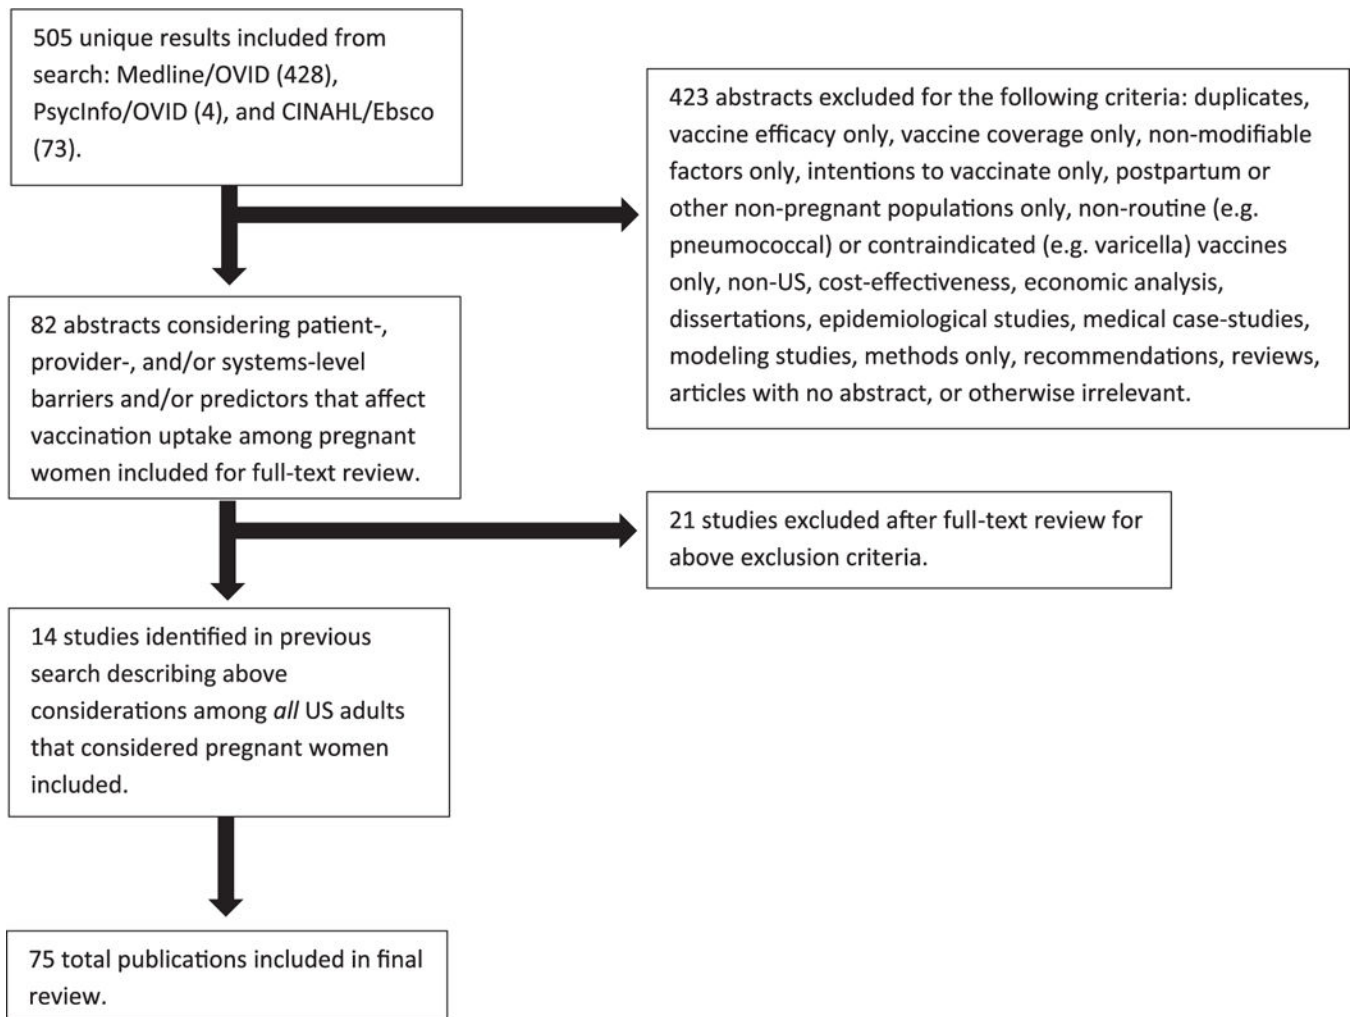 505 unique results included from
search: Medline/OVID (428),
PsycInfo/OVID (4), and CINAHL/Ebsco
(73).
423 abstracts excluded for the following criteria: duplicates,
vaccine efficacy only, vaccine coverage only, non-modifiable
factors only, intentions to vaccinate only, postpartum or
other non-pregnant populations only, non-routine (e.g.
pneumococcal) or contraindicated (e.g. varicella) vaccines
only, non-US, cost-effectiveness, economic analysis,
dissertations, epidemiological studies, medical case-studies,
modeling studies, methods only, recommendations, reviews,
articles with no abstract, or otherwise irrelevant.
82 abstracts considering patient-,
provider-, and/or systems-level
barriers and/or predictors that affect
vaccination uptake among pregnant
women included for full-text review.
21 studies excluded after full-text review for
above exclusion criteria.
14 studies identified in previous
search describing above
considerations among all US adults
that considered pregnant women
included.
75 total publications included in final
review.